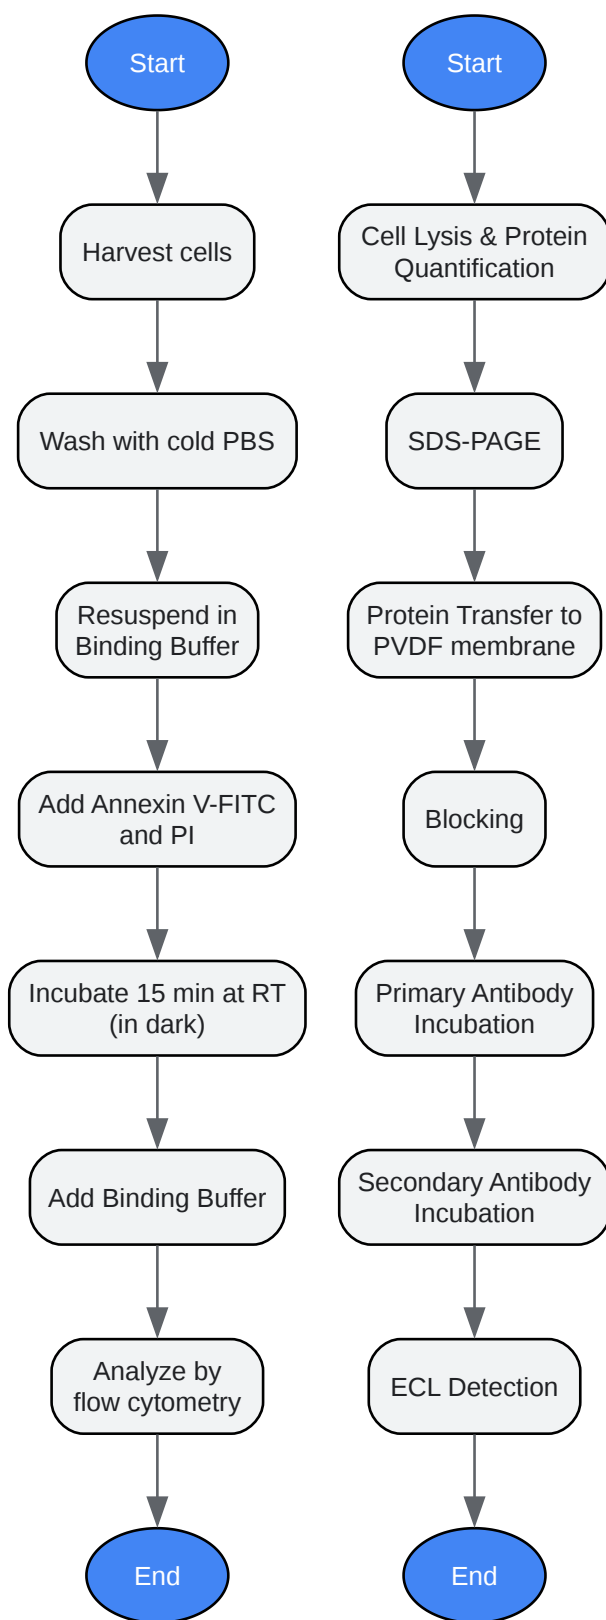 Start
Harvest cells
Wash with cold PBS
Resuspend in
Binding Buffer
Add Annexin V-FITC
and PI
Incubate 15 min at RT
(in dark)
Add Binding Buffer
Analyze by
flow cytometry
End
Start
Cell Lysis & Protein
Quantification
SDS-PAGE
Protein Transfer to
PVDF membrane
Blocking
Primary Antibody
Incubation
Secondary Antibody
Incubation
ECL Detection
End